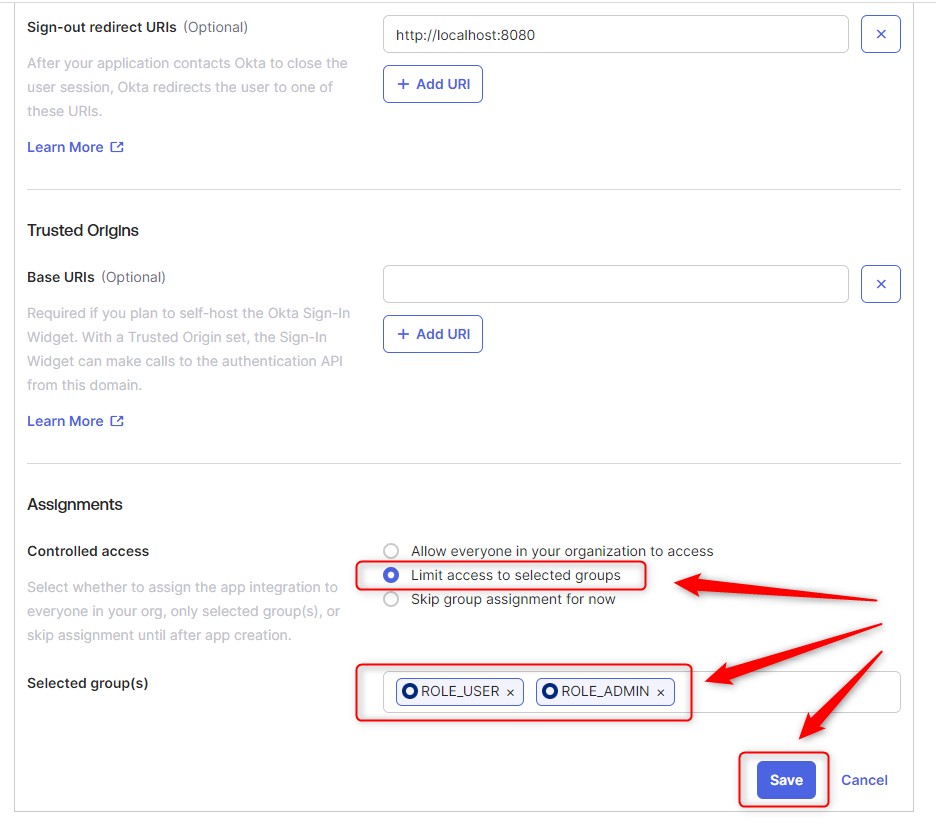 Sign-out redirect URIs (Optional)
http://localhost:8080
After your application contacts Okta to close the
user session, Okta redirects the user to one of
these URIs.
+ Add URI
Learn More
Trusted Origins
Base URIs (Optional)
Required if you plan to self-host the Okta Sign-In
Widget. With a Trusted Origin set, the Sign-In
Widget can make calls to the authentication API
from this domain.
+ Add URI
Learn More
Assignments
Controlled access
Select whether to assign the app integration to
everyone in your org, only selected group(s), or
skip assignment until after app creation.
Allow everyone in your organization to access
Limit access to selected groups
Skip group assignment for now
Selected group(s)
ROLE_USER × ROLE_ADMIN ×
Save Cancel